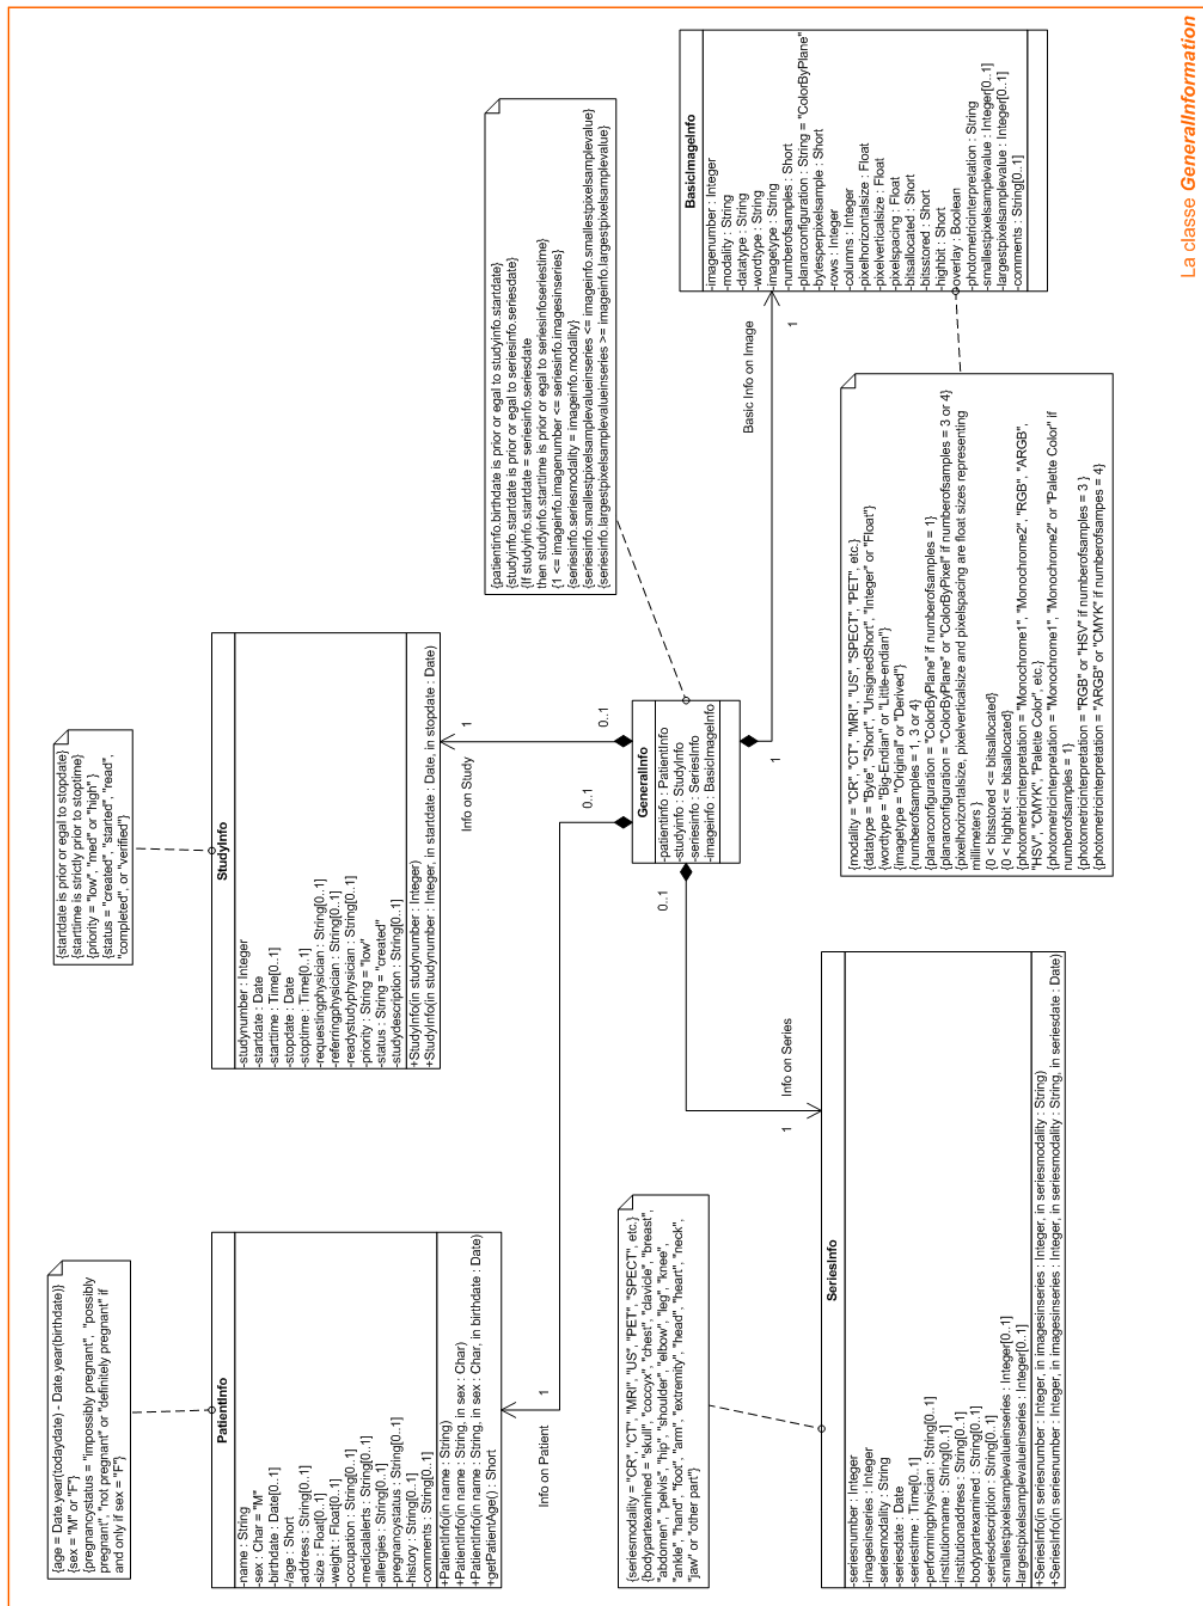 La classe GeneralInformation
{age = Date.year(todaydate) - Date.year(birthdate)}
{sex = "M" or "F"}
{pregnancystatus = "impossibly pregnant", "possibly
pregnant", "not pregnant" or "definitely pregnant" if
and only if sex = "F"}
PatientInfo
-name : String
-sex : Char = "M"
-birthdate : Date[0..1]
-/age : Short
-address : String[0..1]
-size : Float[0..1]
-weight : Float[0..1]
-occupation : String[0..1]
-medicalalerts : String[0..1]
-allergies : String[0..1]
-pregnancystatus : String[0..1]
-history : String[0..1]
-comments : String[0..1]
+PatientInfo(in name : String)
+PatientInfo(in name : String, in sex : Char)
+PatientInfo(in name : String, in sex : Char, in birthdate : Date)
+getPatientAge() : Short
{startdate is prior or egal to stopdate}
{starttime is strictly prior to stoptime}
{priority = "low", "med" or "high" }
{status = "created", "started", "read",
"completed", or "verified"}
StudyInfo
-studynumber : Integer
-startdate : Date
-starttime : Time[0..1]
-stopdate : Date
-stoptime : Time[0..1]
-requestingphysician : String[0..1]
-referringphysician : String[0..1]
-readystudyphysician : String[0..1]
-priority : String = "low"
-status : String = "created"
-studydescription : String[0..1]
+StudyInfo(in studynumber : Integer)
+StudyInfo(in studynumber : Integer, in startdate : Date, in stopdate : Date)
{patientinfo.birthdate is prior or egal to studyinfo.startdate}
{studyinfo.startdate is prior or egal to seriesinfo.seriesdate}
{If studyinfo.startdate = seriesinfo.seriesdate
then studyinfo.starttime is prior or egal to seriesinfoseriestime}
{1 <= imageinfo.imagenumber <= seriesinfo.imagesinseries}
{seriesinfo.seriesmodality = imageinfo.modality}
{seriesinfo.smallestpixelsamplevalueinseries <= imageinfo.smallestpixelsamplevalue}
{seriesinfo.largestpixelsamplevalueinseries >= imageinfo.largestpixelsamplevalue}
Info on Patient
1
0..1
Info on Study
1
0..1
GeneralInfo
-patientinfo : PatientInfo
-studyinfo : StudyInfo
-seriesinfo : SeriesInfo
-imageinfo : BasicImageInfo
0..1
Info on Series
1
1
Basic Info on Image
1
{seriesmodality = "CR", "CT", "MRI", "US", "PET", "SPECT", etc.}
{bodypartexamined = "skull", "coccyx", "chest", "clavicle", "breast",
"abdomen", "pelvis", "hip", "shoulder", "elbow", "leg", "knee",
"ankle", "hand", "foot", "arm", "extremity", "head", "heart", "neck",
"jaw" or "other part"}
SeriesInfo
-seriesnumber : Integer
-imagesinseries : Integer
-seriesmodality : String
-seriesdate : Date
-seriestime : Time[0..1]
-performingphysician : String[0..1]
-institutionname : String[0..1]
-institutionaddress : String[0..1]
-bodypartexamined : String[0..1]
-seriesdescription : String[0..1]
-smallestpixelsamplevalueinseries : Integer[0..1]
-largestpixelsamplevalueinseries : Integer[0..1]
+SeriesInfo(in seriesnumber : Integer, in imagesinseries : Integer, in seriesmodality : String)
+SeriesInfo(in seriesnumber : Integer, in imagesinseries : Integer, in seriesmodality : String, in seriesdate : Date)
{modality = "CR", "CT", "MRI", "US", "SPECT", "PET", etc.}
{datatype = "Byte", "Short", "UnsignedShort", "Integer" or "Float"}
{wordtype = "Big-Endian" or "Little-endian"}
{imagetype = "Original" or "Derived"}
{numberofsamples = 1, 3 or 4}
{planarconfiguration = "ColorByPlane" if numberofsamples = 1}
{planarconfiguration = "ColorByPlane" or "ColorByPixel" if numberofsamples = 3 or 4}
{pixelhorizontalsize, pixelverticalsize and pixelspacing are float sizes representing
millimeters }
{0 < bitsstored <= bitsallocated}
{0 < highbit <= bitsallocated}
{photometricinterpretation = "Monochrome1", "Monochrome2", "RGB", "ARGB",
"HSV", "CMYK", "Palette Color", etc.}
{photometricinterpretation = "Monochrome1", "Monochrome2" or "Palette Color" if
numberofsamples = 1}
{photometricinterpretation = "RGB" or "HSV" if numberofsamples = 3 }
{photometricinterpretation = "ARGB" or "CMYK" if numberofsampes = 4}
BasicImageInfo
-imagenumber : Integer
-modality : String
-datatype : String
-wordtype : String
-imagetype : String
-numberofsamples : Short
-planarconfiguration : String = "ColorByPlane"
-bytesperpixelsample : Short
-rows : Integer
-columns : Integer
-pixelhorizontalsize : Float
-pixelverticalsize : Float
-pixelspacing : Float
-bitsallocated : Short
-bitsstored : Short
-highbit : Short
-overlay : Boolean
-photometricinterpretation : String
-smallestpixelsamplevalue : Integer[0..1]
-largestpixelsamplevalue : Integer[0..1]
-comments : String[0..1]